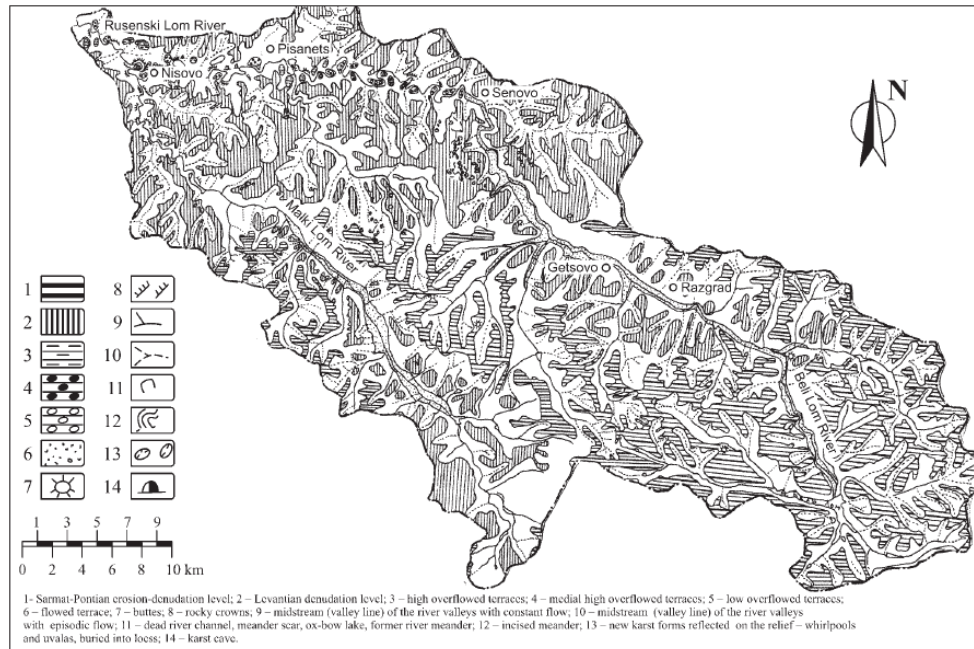 Rusenski Lom River
Pisanets
Nisovo
Senovo
N
Malki Lom River
Getsovo
Razgrad
Beli Lom River
1 8
2 9
3 10
4 11
5 12
6 13
7 14
1 3 5 7 9
0 2 4 6 8 10 km
1- Sarmat-Pontian erosion-denudation level; 2 – Levantian denudation level; 3 – high overflowed terraces; 4 – medial high overflowed terraces; 5 – low overflowed terraces;
6 – flowed terrace; 7 – buttes; 8 – rocky crowns; 9 – midstream (valley line) of the river valleys with constant flow; 10 – midstream (valley line) of the river valleys
with episodic flow; 11 – dead river channel, meander scar, ox-bow lake, former river meander; 12 – incised meander; 13 – new karst forms reflected on the relief – whirlpools
and uvalas, buried into loess; 14 – karst cave.